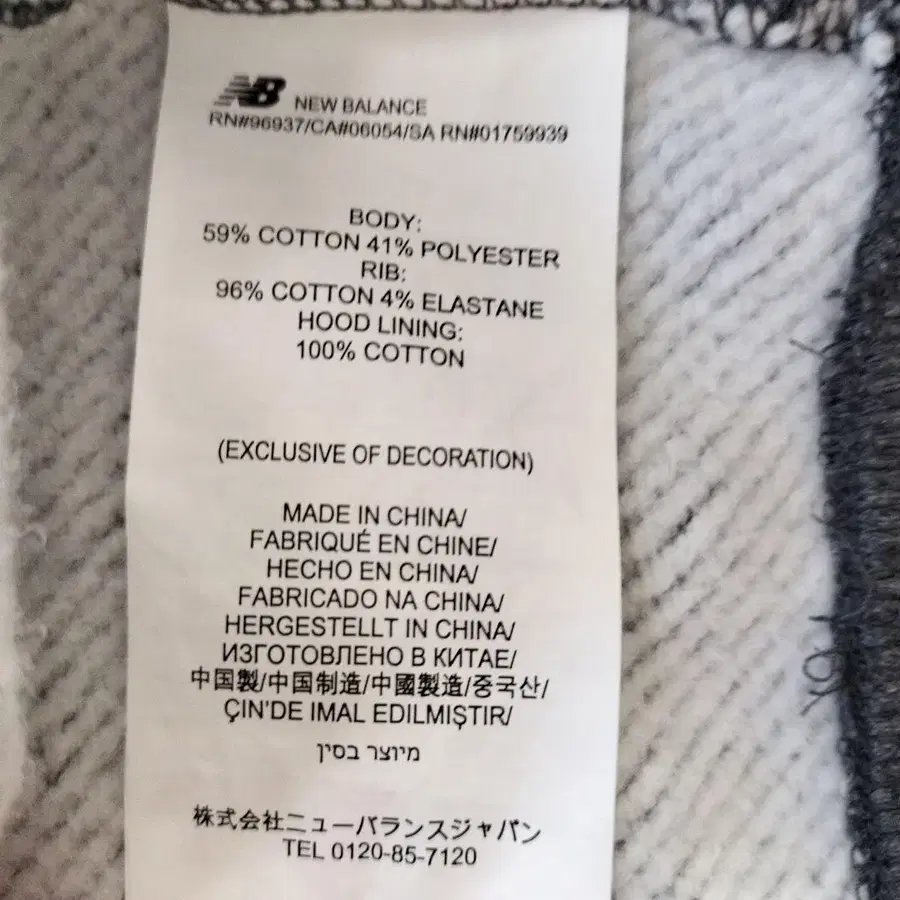 NB NEW BALANCE
RN#96937/CA#06054/SA RN#01759939
BODY:
59% COTTON 41% POLYESTER
RIB:
96% COTTON 4% ELASTANE
HOOD LINING:
100% COTTON
(EXCLUSIVE OF DECORATION)
MADE IN CHINA/
FABRIQUÉ EN CHINE/
HECHO EN CHINA/
FABRICADO NA CHINA/
HERGESTELLT IN CHINA/
ИЗГОТОВЛЕНО В КИТАЕ/
中国製/中国制造/中國製造/중국산/
ÇIN'DE IMAL EDILMIŞTIR/
מיוצר בסין
株式会社ニューバランスジャパン
TEL 0120-85-7120